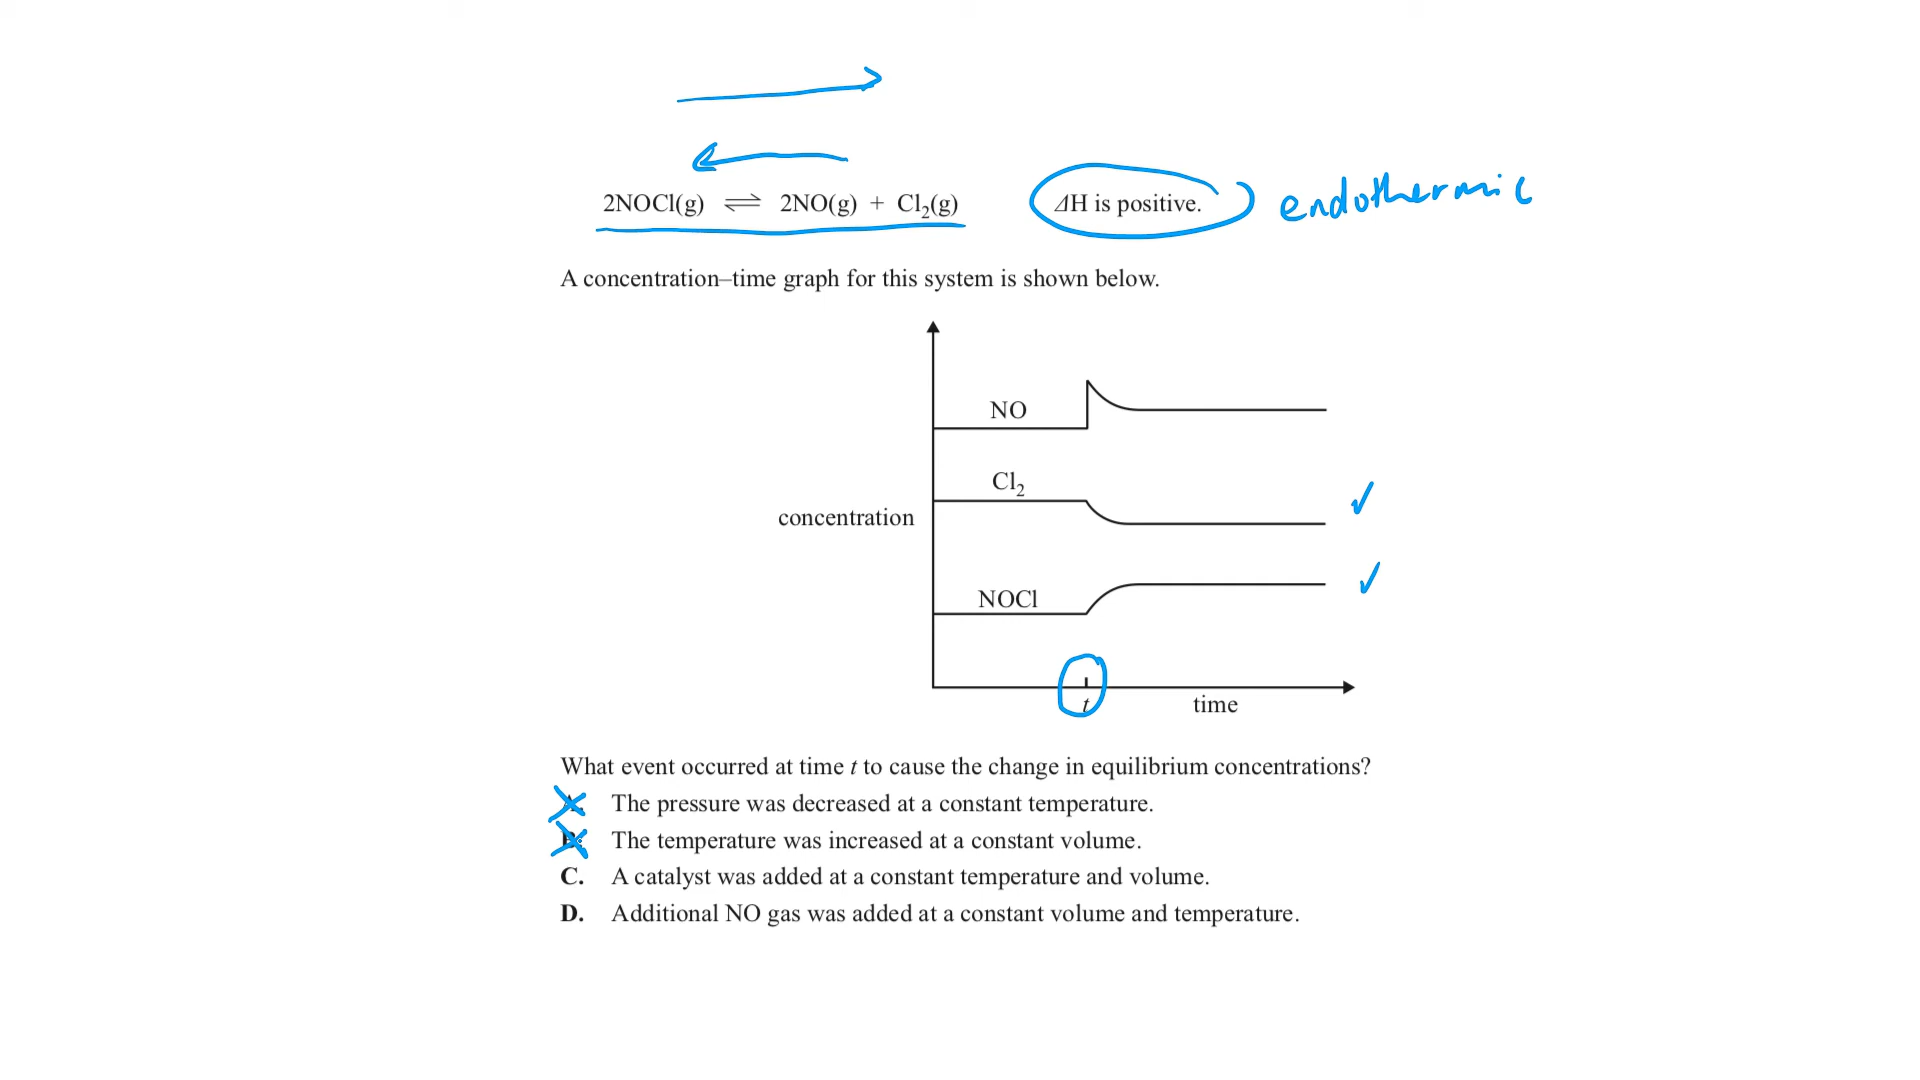 2NOCl(g) ⇌ 2NO(g) + Cl₂(g) ΔH is positive. endothermic
A concentration–time graph for this system is shown below.
NO
Cl₂
concentration
NOCl
t
time
What event occurred at time t to cause the change in equilibrium concentrations?
The pressure was decreased at a constant temperature.
The temperature was increased at a constant volume.
C. A catalyst was added at a constant temperature and volume.
D. Additional NO gas was added at a constant volume and temperature.